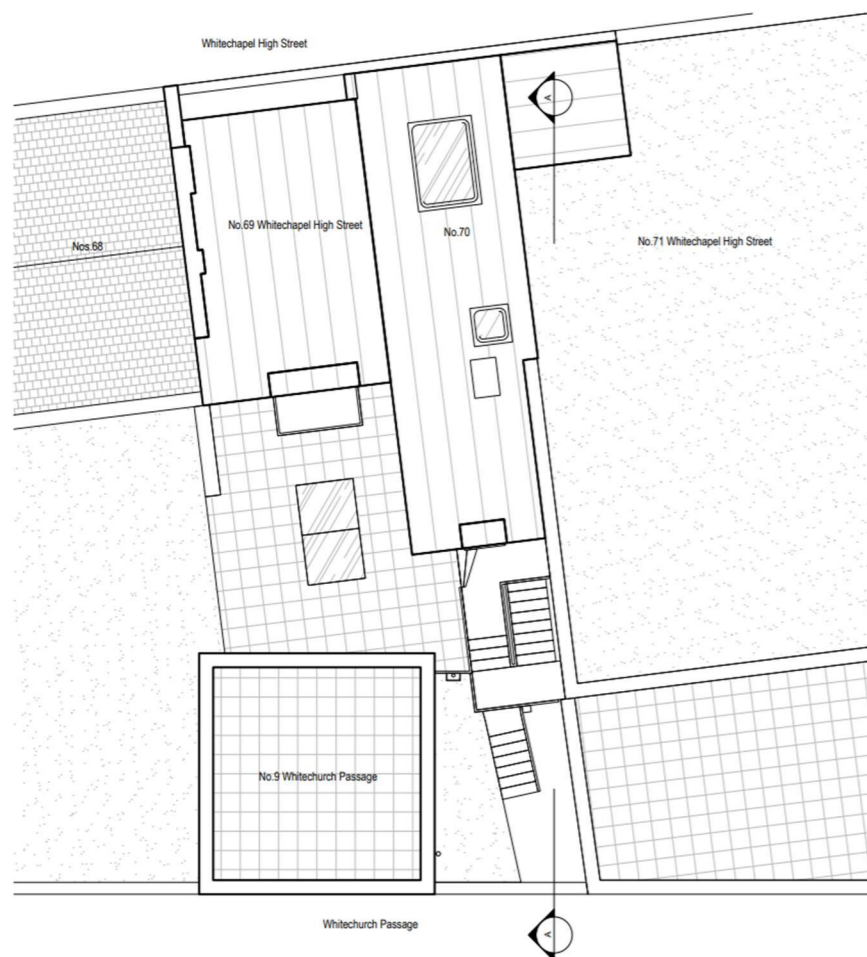 Whitechapel High Street
A
No.69 Whitechapel High Street
No.70
Nos.68
No.71 Whitechapel High Street
No.9 Whitechurch Passage
Whitechurch Passage
A